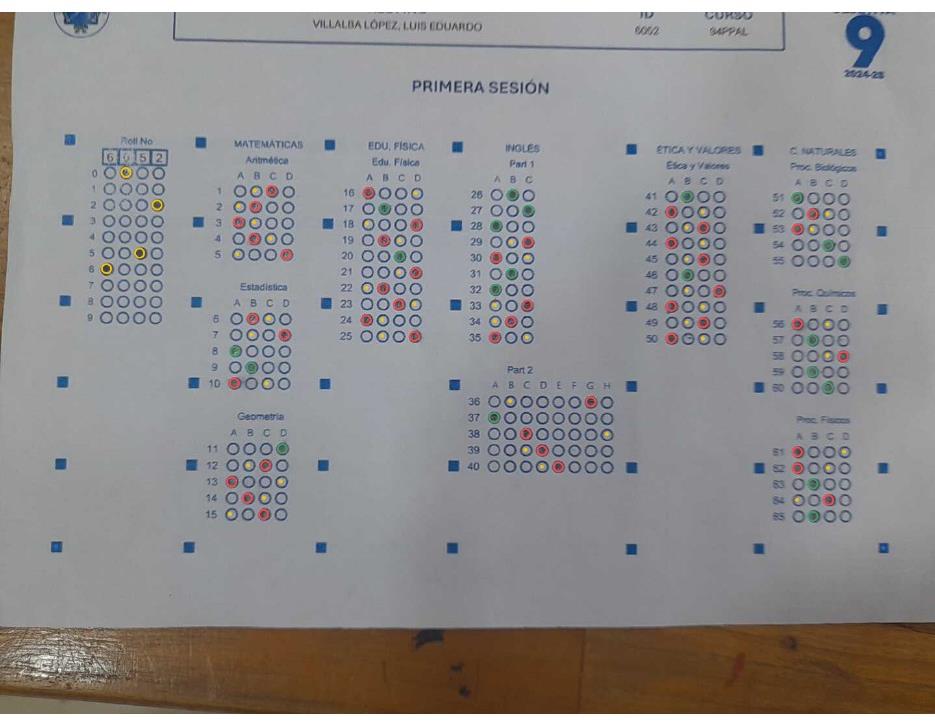 ID CURSO
VILLALBA LÓPEZ, LUIS EDUARDO 6052 94PPAL
9
2024-25
PRIMERA SESIÓN
Roll No
6 0 5 2
0
1
2
3
4
5
6
7
8
9
MATEMÁTICAS
Aritmética
A B C D
1
2
3
4
5
Estadística
A B C D
6
7
8
9
10
Geometría
A B C D
11
12
13
14
15
EDU. FÍSICA
Edu. Física
A B C D
16
17
18
19
20
21
22
23
24
25
INGLÉS
Part 1
A B C
26
27
28
29
30
31
32
33
34
35
Part 2
A B C D E F G H
36
37
38
39
40
ÉTICA Y VALORES
Ética y Valores
A B C D
41
42
43
44
45
46
47
48
49
50
C. NATURALES
Proc. Biológicos
A B C D
51
52
53
54
55
Proc. Químicos
A B C D
56
57
58
59
60
Proc. Físicos
A B C D
61
62
63
64
65